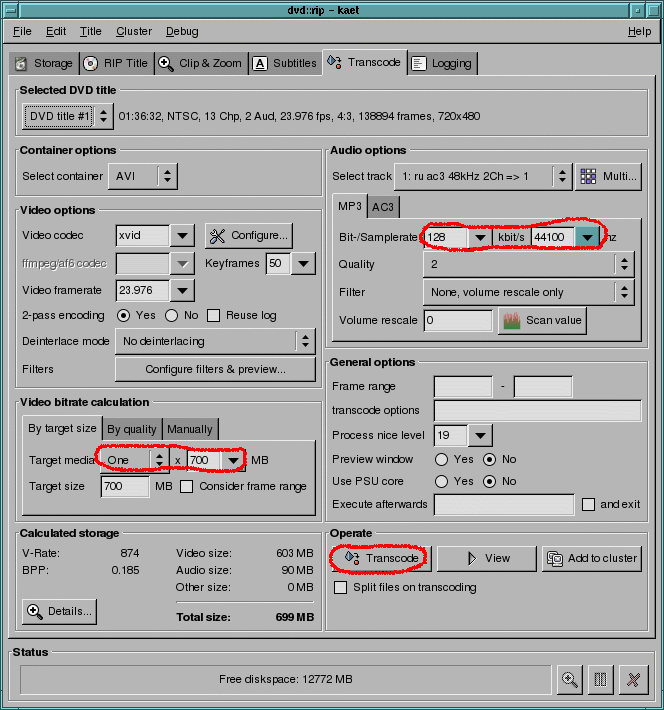 dvd::rip - kaet
File Edit Title Cluster Debug Help
Storage RIP Title Clip & Zoom Subtitles Transcode Logging
Selected DVD title
DVD title #1 01:36:32, NTSC, 13 Chp, 2 Aud, 23.976 fps, 4:3, 138894 frames, 720x480
Container options
Select container AVI
Video options
Video codec xvid Configure...
ffmpeg/af6 codec Keyframes 50
Video framerate 23.976
2-pass encoding Yes No Reuse log
Deinterlace mode No deinterlacing
Filters Configure filters & preview...
Video bitrate calculation
By target size By quality Manually
Target media One x 700 MB
Target size 700 MB Consider frame range
Calculated storage
V-Rate: 874 Video size: 603 MB
BPP: 0.185 Audio size: 90 MB
Other size: 0 MB
Details... Total size: 699 MB
Audio options
Select track 1: ru ac3 48kHz 2Ch => 1 Multi...
MP3 AC3
Bit-/Samplerate 128 kbit/s 44100 hz
Quality 2
Filter None, volume rescale only
Volume rescale 0 Scan value
General options
Frame range -
transcode options
Process nice level 19
Preview window Yes No
Use PSU core Yes No
Execute afterwards and exit
Operate
Transcode View Add to cluster
Split files on transcoding
Status
Free diskspace: 12772 MB